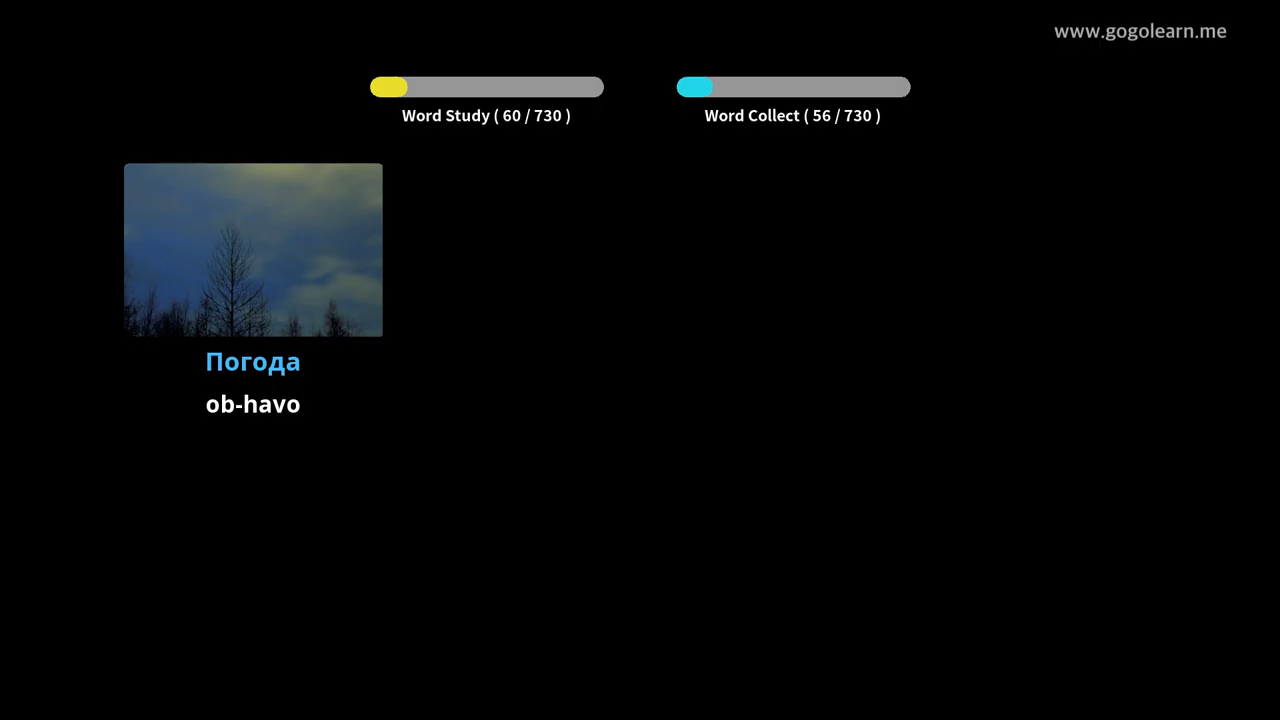 www.gogolearn.me
Word Study ( 60 / 730 )
Word Collect ( 56 / 730 )
Погода
ob-havo